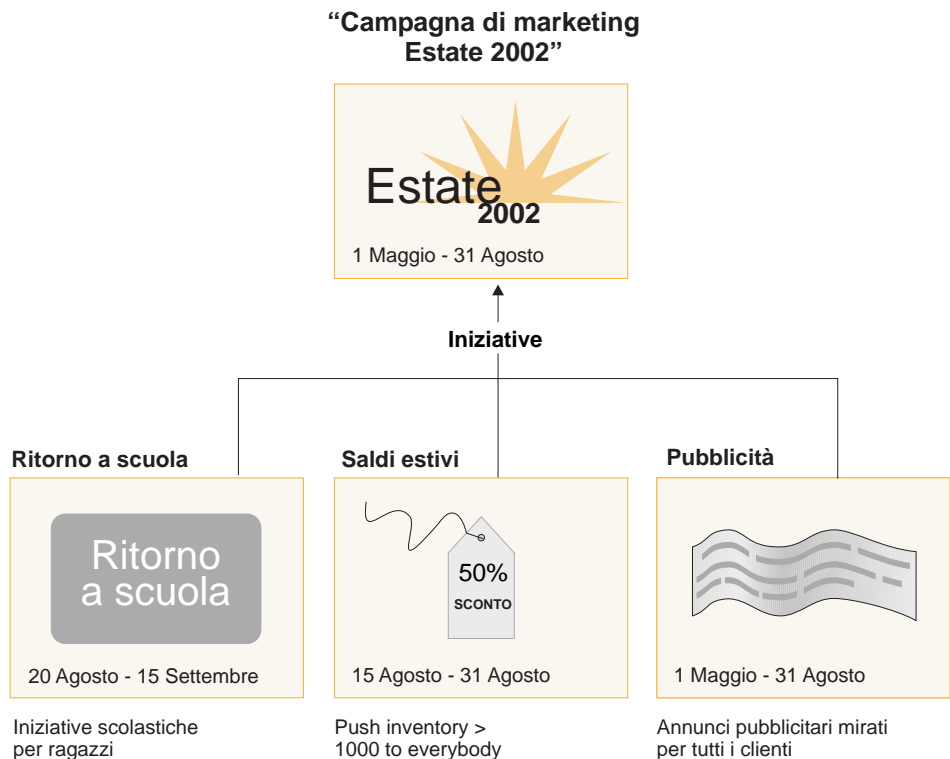 “Campagna di marketing
Estate 2002”
Estate
2002
1 Maggio - 31 Agosto
Iniziative
Ritorno a scuola
Ritorno
a scuola
20 Agosto - 15 Settembre
Iniziative scolastiche
per ragazzi
Saldi estivi
50%
SCONTO
15 Agosto - 31 Agosto
Push inventory >
1000 to everybody
Pubblicità
1 Maggio - 31 Agosto
Annunci pubblicitari mirati
per tutti i clienti